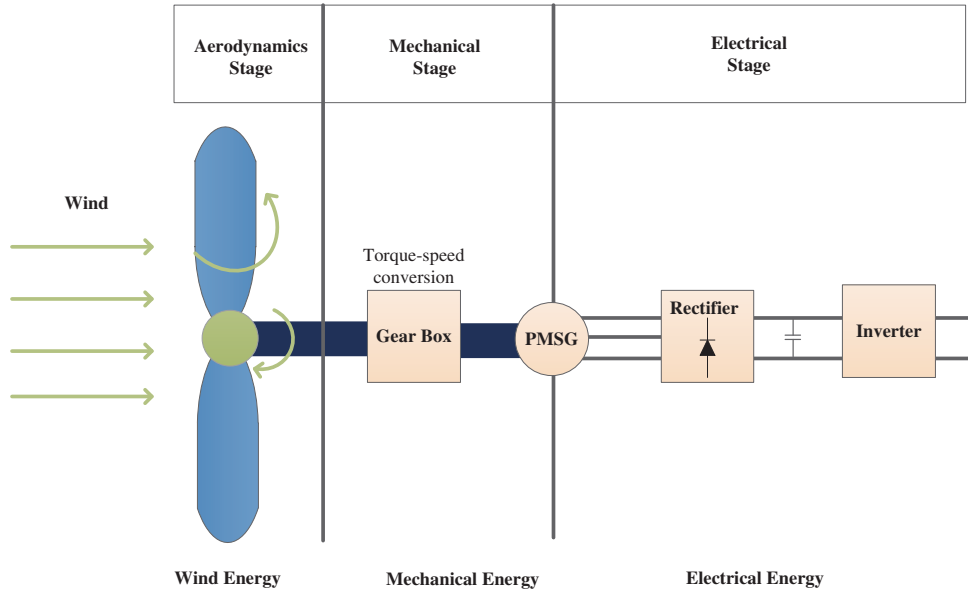 Aerodynamics
Stage
Mechanical
Stage
Electrical
Stage
Wind
Torque-speed
conversion
Gear Box
PMSG
Rectifier
Inverter
Wind Energy
Mechanical Energy
Electrical Energy